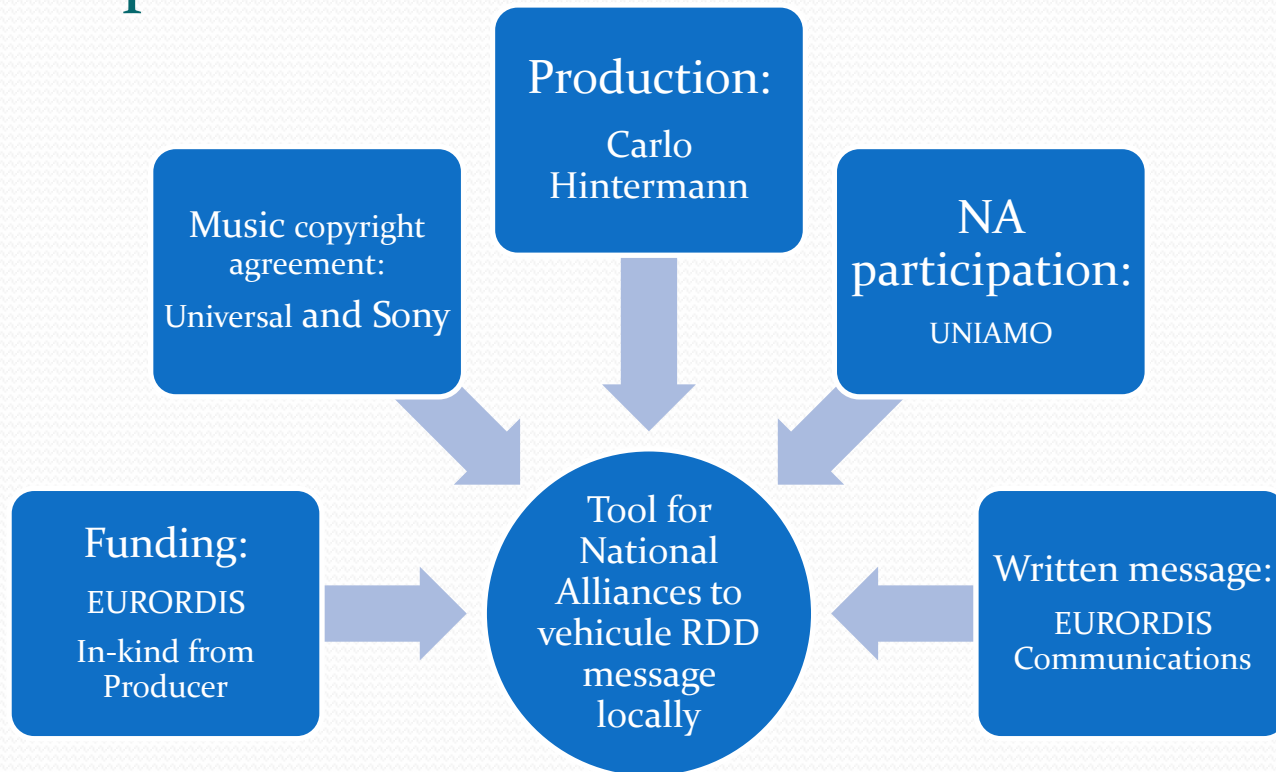 Production:
Carlo
Hintermann
Music copyright
agreement:
Universal and Sony
NA
participation:
UNIAMO
Funding:
EURORDIS
In-kind from
Producer
Tool for
National
Alliances to
vehicule RDD
message
locally
Written message:
EURORDIS
Communications